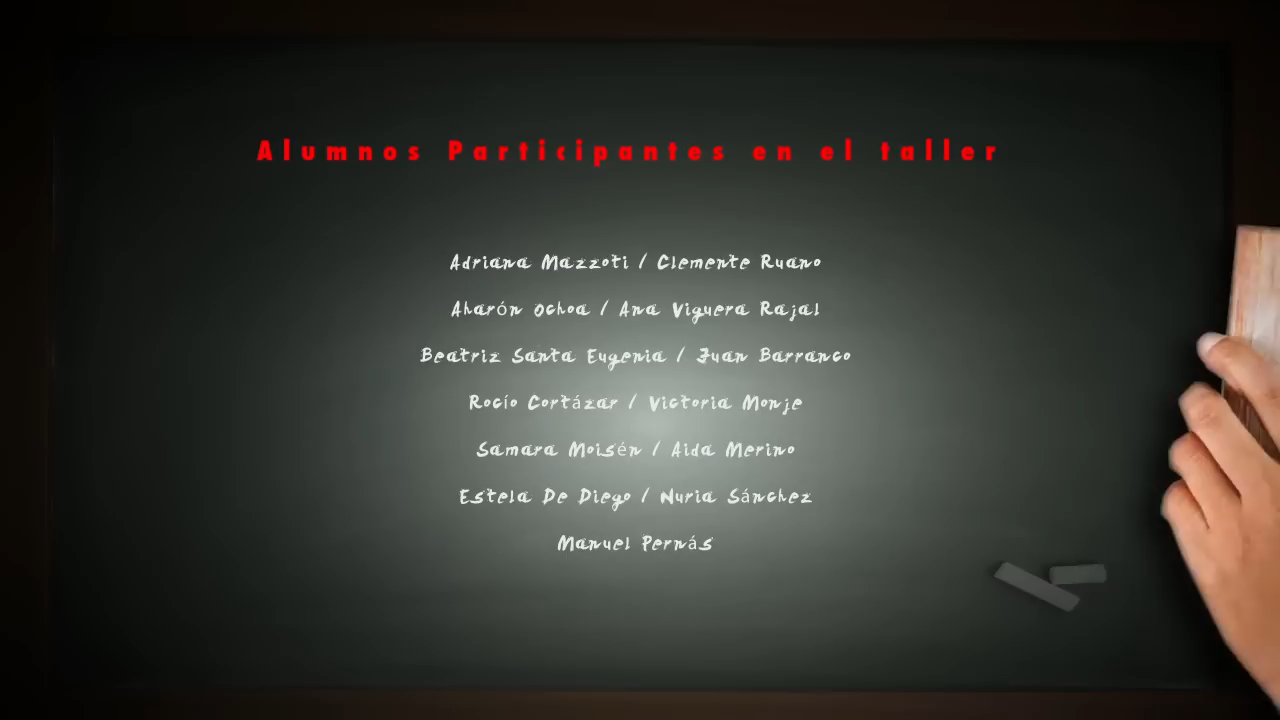 Alumnos Participantes en el taller
Adriana Mazzoti / Clemente Ruano
Aharón Ochoa / Ana Viguera Rajal
Beatriz Santa Eugenia / Juan Barranco
Rocío Cortázar / Victoria Monje
Samara Moisén / Aida Merino
Estela De Diego / Nuria Sánchez
Manuel Pernás